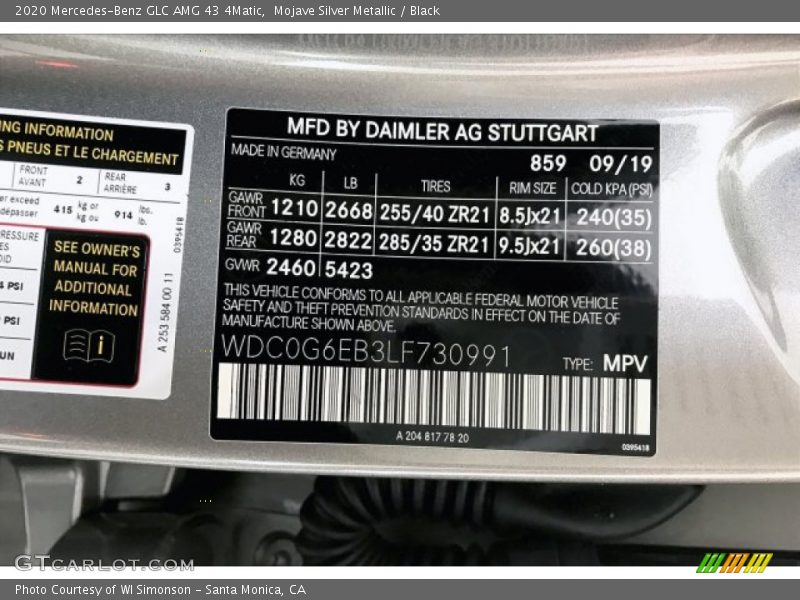 2020 Mercedes-Benz GLC AMG 43 4Matic, Mojave Silver Metallic / Black
NG INFORMATION
S PNEUS ET LE CHARGEMENT
FRONT AVANT 2 REAR ARRIÈRE 3
er exceed dépasser 415 kg or kg ou 914 lbs. lb.
RESSURE
4 PSI
PSI
UN
SEE OWNER'S
MANUAL FOR
ADDITIONAL
INFORMATION
A 253 584 00 11
0395418
MFD BY DAIMLER AG STUTTGART
MADE IN GERMANY
859 09/19
KG LB TIRES RIM SIZE COLD KPA (PSI)
GAWR FRONT 1210 2668 255/40 ZR21 8.5Jx21 240(35)
GAWR REAR 1280 2822 285/35 ZR21 9.5Jx21 260(38)
GWR 2460 5423
THIS VEHICLE CONFORMS TO ALL APPLICABLE FEDERAL MOTOR VEHICLE
SAFETY AND THEFT PREVENTION STANDARDS IN EFFECT ON THE DATE OF
MANUFACTURE SHOWN ABOVE.
WDC0G6EB3LF730991
TYPE: MPV
A 204 817 78 20
0395418
GTCARLOT.COM
Photo Courtesy of WI Simonson - Santa Monica, CA